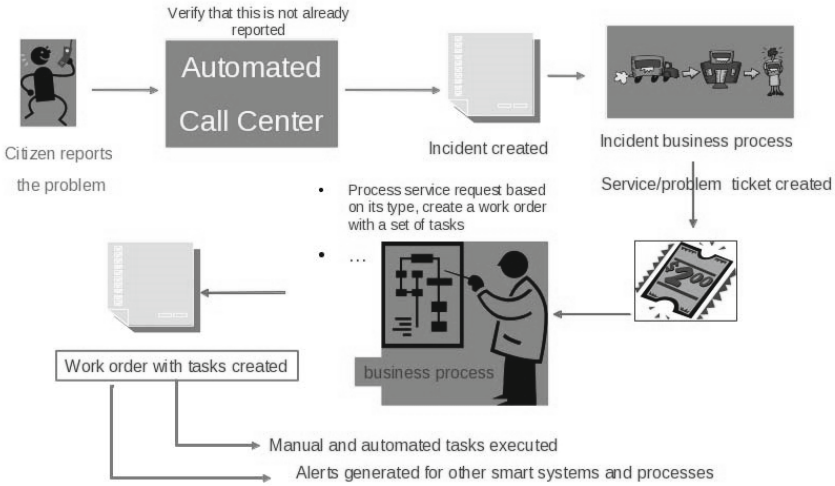 Verify that this is not already
reported
Automated
Call Center
Citizen reports
the problem
Incident created
Incident business process
Service/problem ticket created
• Process service request based
on its type, create a work order
with a set of tasks
• ...
$2.00
business process
Work order with tasks created
Manual and automated tasks executed
Alerts generated for other smart systems and processes